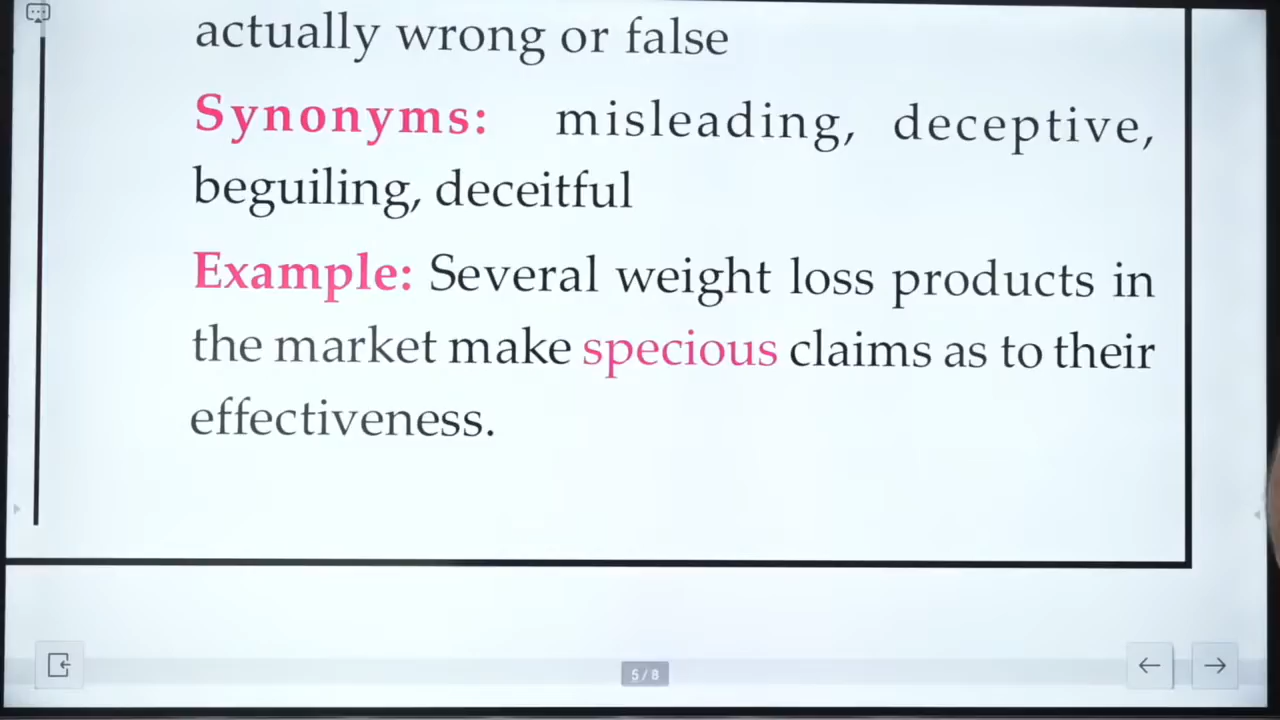 actually wrong or false
Synonyms: misleading, deceptive,
beguiling, deceitful
Example: Several weight loss products in
the market make specious claims as to their
effectiveness.
5/8